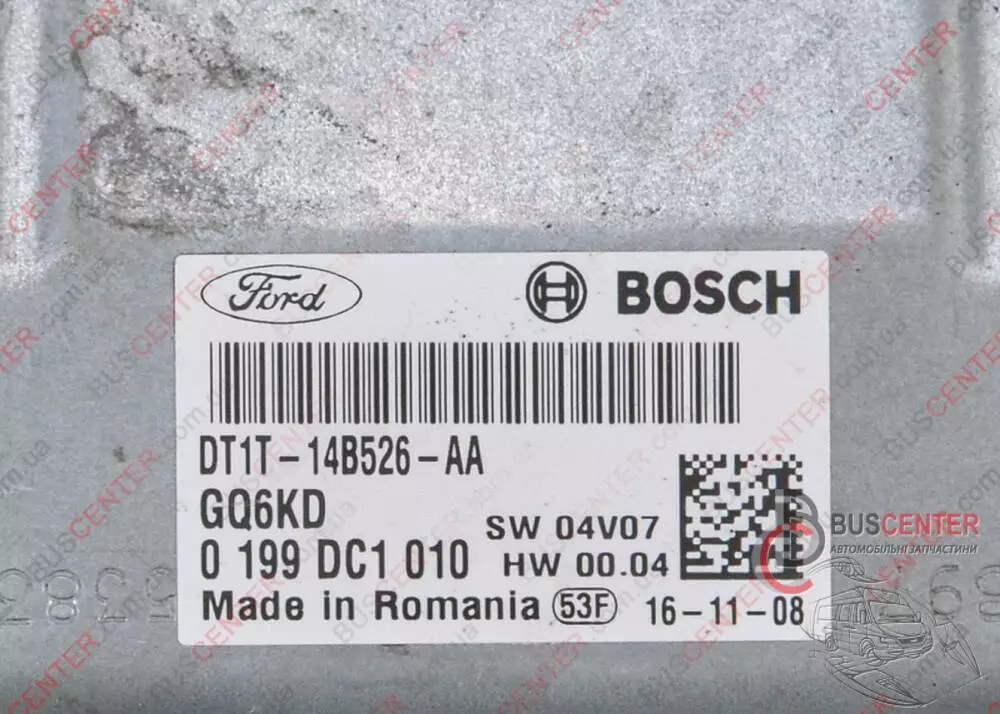 Ford BOSCH
DT1T-14B526-AA
GQ6KD
SW 04V07
0 199 DC1 010
HW 00.04
Made in Romania 53F 16-11-08
BUSCENTER
АВТОМОБІЛЬНІ ЗАПЧАСТИНИ